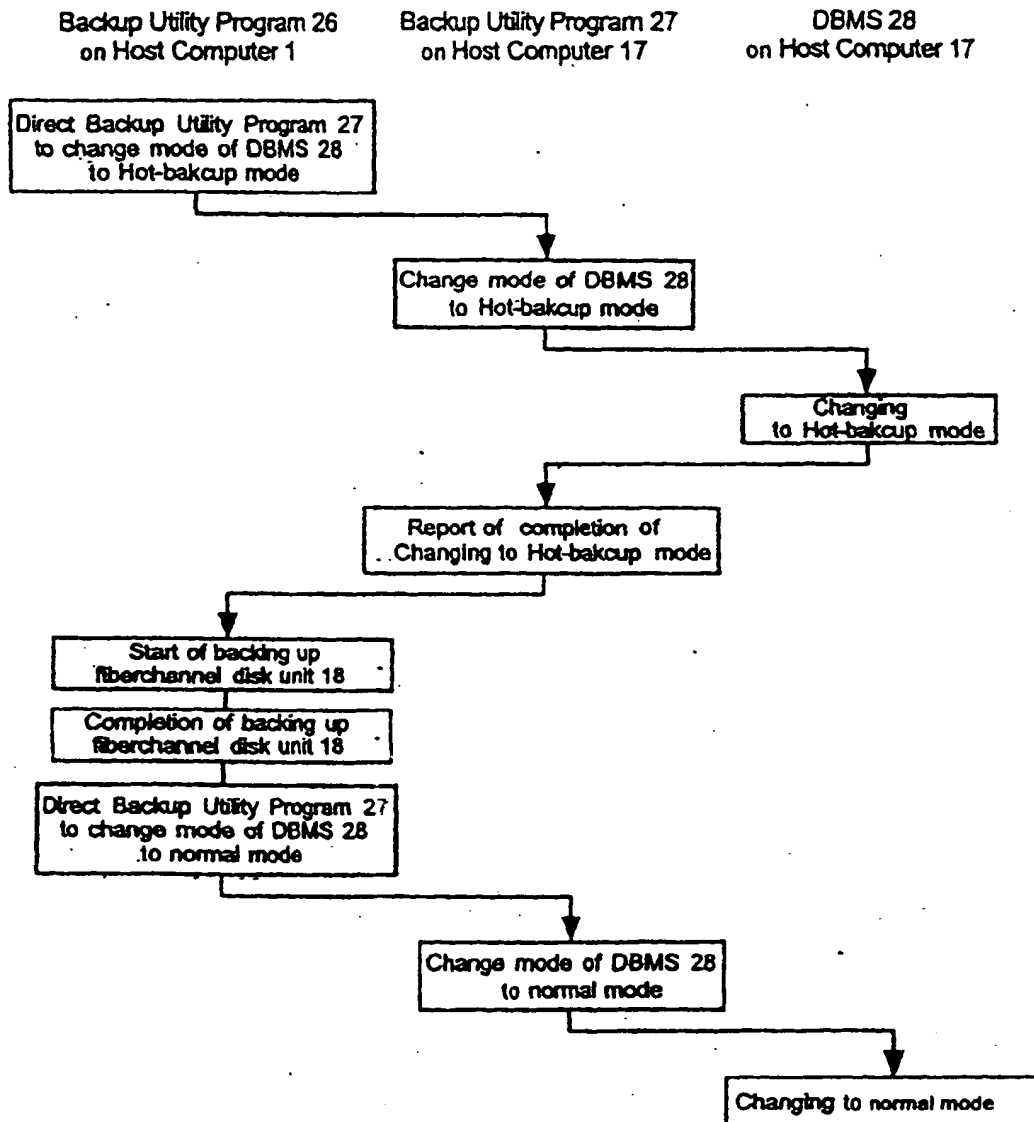 Backup Utility Program 26
on Host Computer 1
Backup Utility Program 27
on Host Computer 17
DBMS 28
on Host Computer 17
Direct Backup Utility Program 27
to change mode of DBMS 28
to Hot-bakcup mode
Change mode of DBMS 28
to Hot-bakcup mode
Changing
to Hot-bakcup mode
Report of completion of
Changing to Hot-bakcup mode
Start of backing up
fiberchannel disk unit 18
Completion of backing up
fiberchannel disk unit 18
Direct Backup Utility Program 27
to change mode of DBMS 28
to normal mode
Change mode of DBMS 28
to normal mode
Changing to normal mode